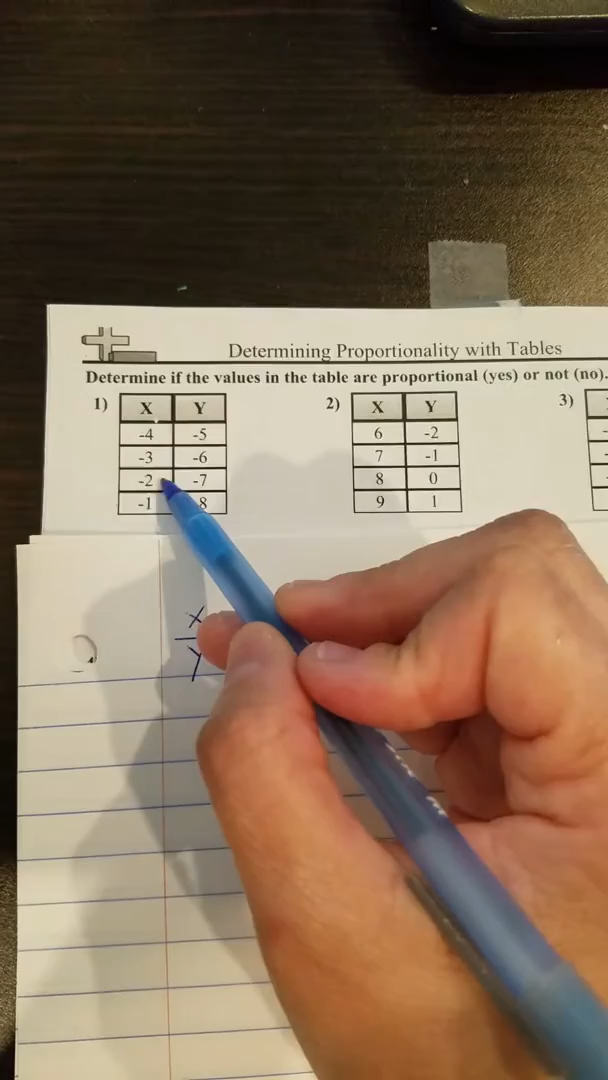 Determining Proportionality with Tables
Determine if the values in the table are proportional (yes) or not (no).
1) X Y 2) X Y 3)
-4 -5 6 -2
-3 -6 7 -1
-2 -7 8 0
-1 8 9 1
X
Y